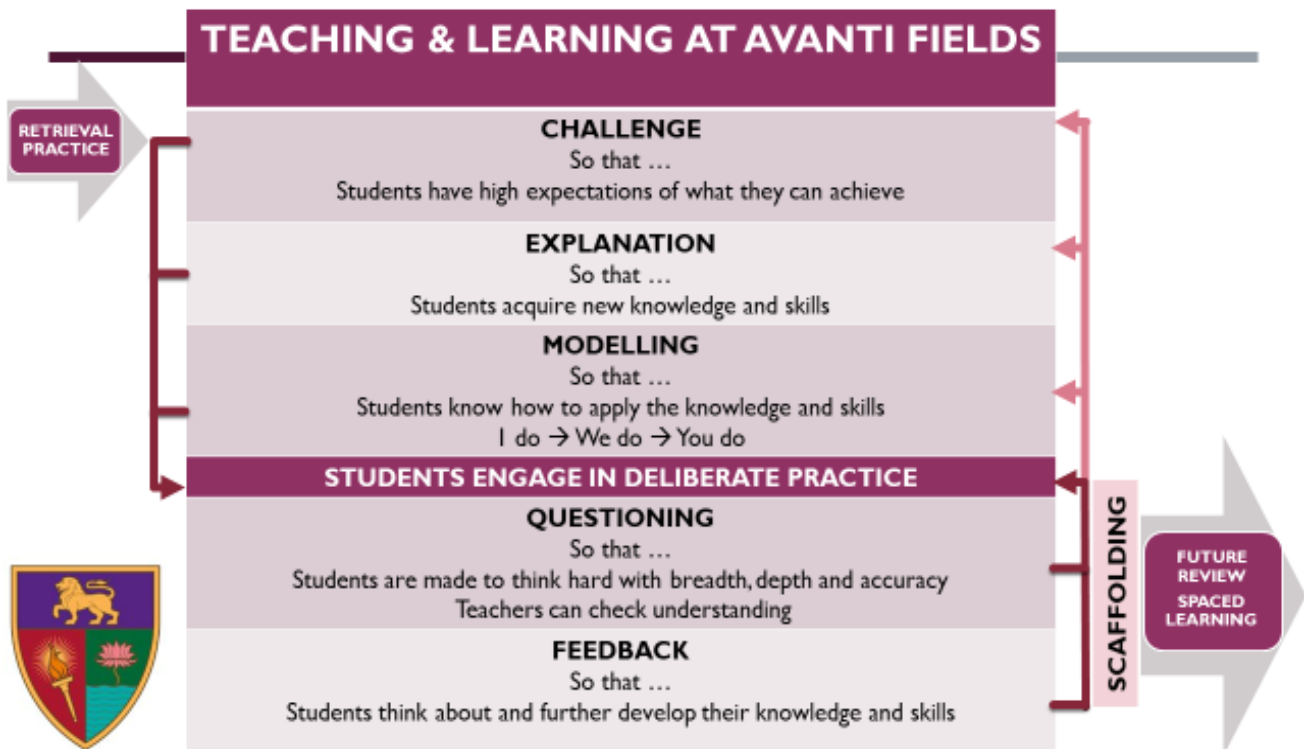 TEACHING & LEARNING AT AVANTI FIELDS
RETRIEVAL
PRACTICE
CHALLENGE
So that ...
Students have high expectations of what they can achieve
EXPLANATION
So that ...
Students acquire new knowledge and skills
MODELLING
So that ...
Students know how to apply the knowledge and skills
I do → We do → You do
STUDENTS ENGAGE IN DELIBERATE PRACTICE
QUESTIONING
So that ...
Students are made to think hard with breadth, depth and accuracy
Teachers can check understanding
FEEDBACK
So that ...
Students think about and further develop their knowledge and skills
SCAFFOLDING
FUTURE
REVIEW
SPACED
LEARNING